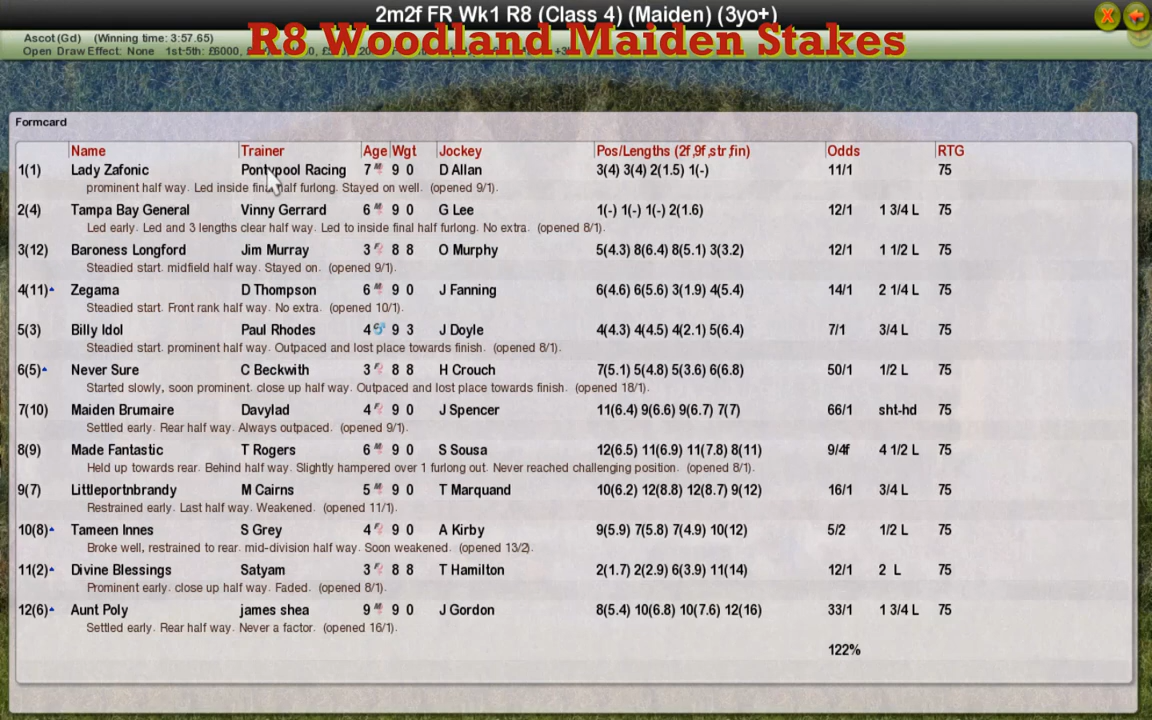 2m2f FR Wk1 R8 (Class 4) (Maiden) (3yo+)
R8 Woodland Maiden Stakes
Ascot(Gd) (Winning time: 3:57.65)
Open Draw Effect: None 1st-5th: £6000,
Formcard
Name Trainer Age Wgt Jockey Pos/Lengths (2f,9f,str,fin) Odds RTG
1(1) Lady Zafonic Pontypool Racing 7 9 0 D Allan 3(4) 3(4) 2(1.5) 1(-) 11/1 75
prominent half way. Led inside final half furlong. Stayed on well. (opened 9/1).
2(4) Tampa Bay General Vinny Gerrard 6 9 0 G Lee 1(-) 1(-) 1(-) 2(1.6) 12/1 1 3/4 L 75
Led early. Led and 3 lengths clear half way. Led to inside final half furlong. No extra. (opened 8/1).
3(12) Baroness Longford Jim Murray 3 8 8 O Murphy 5(4.3) 8(6.4) 8(5.1) 3(3.2) 12/1 1 1/2 L 75
Steadied start. midfield half way. Stayed on. (opened 9/1).
4(11) Zegama D Thompson 6 9 0 J Fanning 6(4.6) 6(5.6) 3(1.9) 4(5.4) 14/1 2 1/4 L 75
Steadied start. Front rank half way. No extra. (opened 10/1).
5(3) Billy Idol Paul Rhodes 4 9 3 J Doyle 4(4.3) 4(4.5) 4(2.1) 5(6.4) 7/1 3/4 L 75
Steadied start. prominent half way. Outpaced and lost place towards finish. (opened 8/1).
6(5) Never Sure C Beckwith 3 8 8 H Crouch 7(5.1) 5(4.8) 5(3.6) 6(6.8) 50/1 1/2 L 75
Started slowly, soon prominent. close up half way. Outpaced and lost place towards finish. (opened 18/1).
7(10) Maiden Brumaire Davylad 4 9 0 J Spencer 11(6.4) 9(6.6) 9(6.7) 7(7) 66/1 sht-hd 75
Settled early. Rear half way. Always outpaced. (opened 9/1).
8(9) Made Fantastic T Rogers 6 9 0 S Sousa 12(6.5) 11(6.9) 11(7.8) 8(11) 9/4f 4 1/2 L 75
Held up towards rear. Behind half way. Slightly hampered over 1 furlong out. Never reached challenging position. (opened 8/1).
9(7) Littleportnbrandy M Cairns 5 9 0 T Marquand 10(6.2) 12(8.8) 12(8.7) 9(12) 16/1 3/4 L 75
Restrained early. Last half way. Weakened. (opened 11/1).
10(8) Tameen Innes S Grey 4 9 0 A Kirby 9(5.9) 7(5.8) 7(4.9) 10(12) 5/2 1/2 L 75
Broke well, restrained to rear. mid-division half way. Soon weakened. (opened 13/2).
11(2) Divine Blessings Satyam 3 8 8 T Hamilton 2(1.7) 2(2.9) 6(3.9) 11(14) 12/1 2 L 75
Prominent early. close up half way. Faded. (opened 8/1).
12(6) Aunt Poly james shea 9 9 0 J Gordon 8(5.4) 10(6.8) 10(7.6) 12(16) 33/1 1 3/4 L 75
Settled early. Rear half way. Never a factor. (opened 16/1).
122%